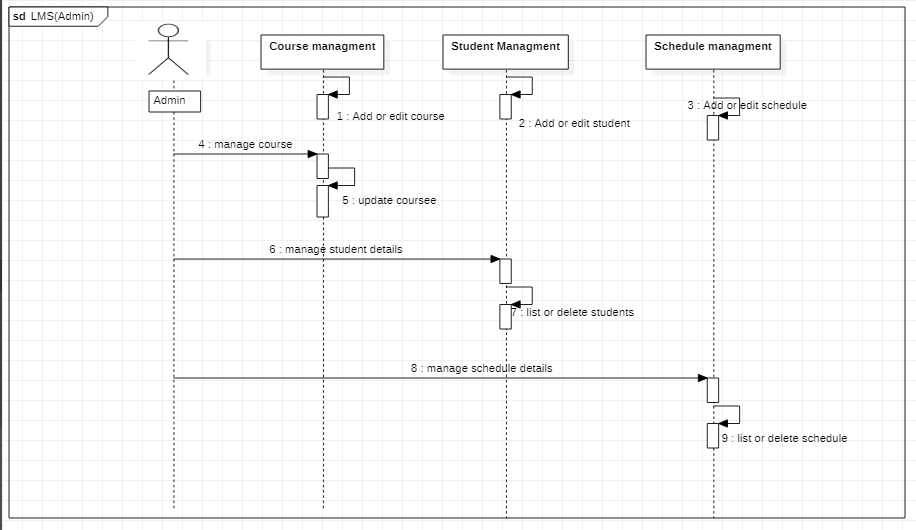 sd LMS(Admin)
Course managment
Student Managment
Schedule managment
Admin
1 : Add or edit course
2 : Add or edit student
3 : Add or edit schedule
4 : manage course
5 : update coursee
6 : manage student details
7 : list or delete students
8 : manage schedule details
9 : list or delete schedule